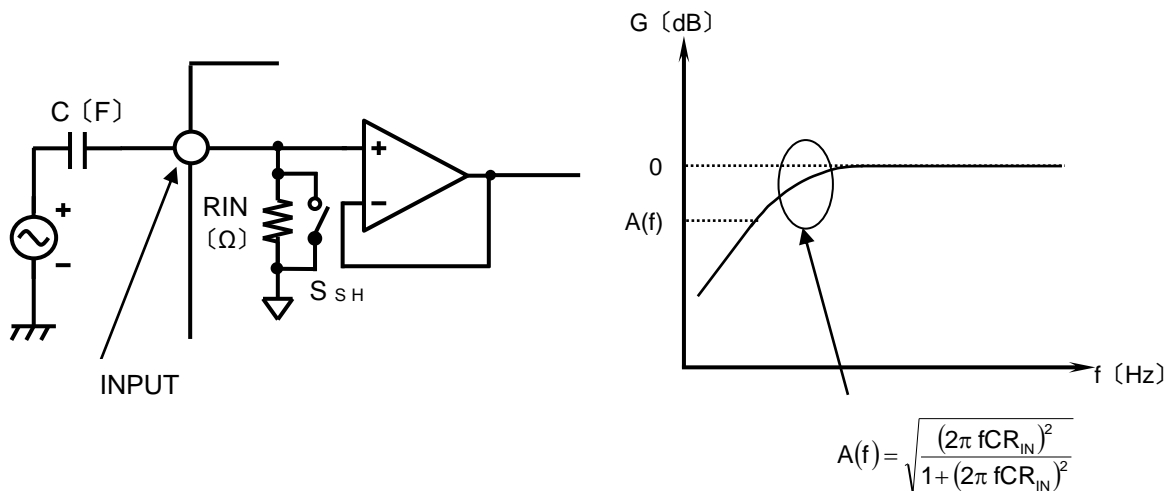 C〔F〕
+
−
INPUT
RIN
〔Ω〕
S SH
+
−
G〔dB〕
0
A(f)
f〔Hz〕
A(f) = √((2π fCR_IN)² / (1 + (2π fCR_IN)²))